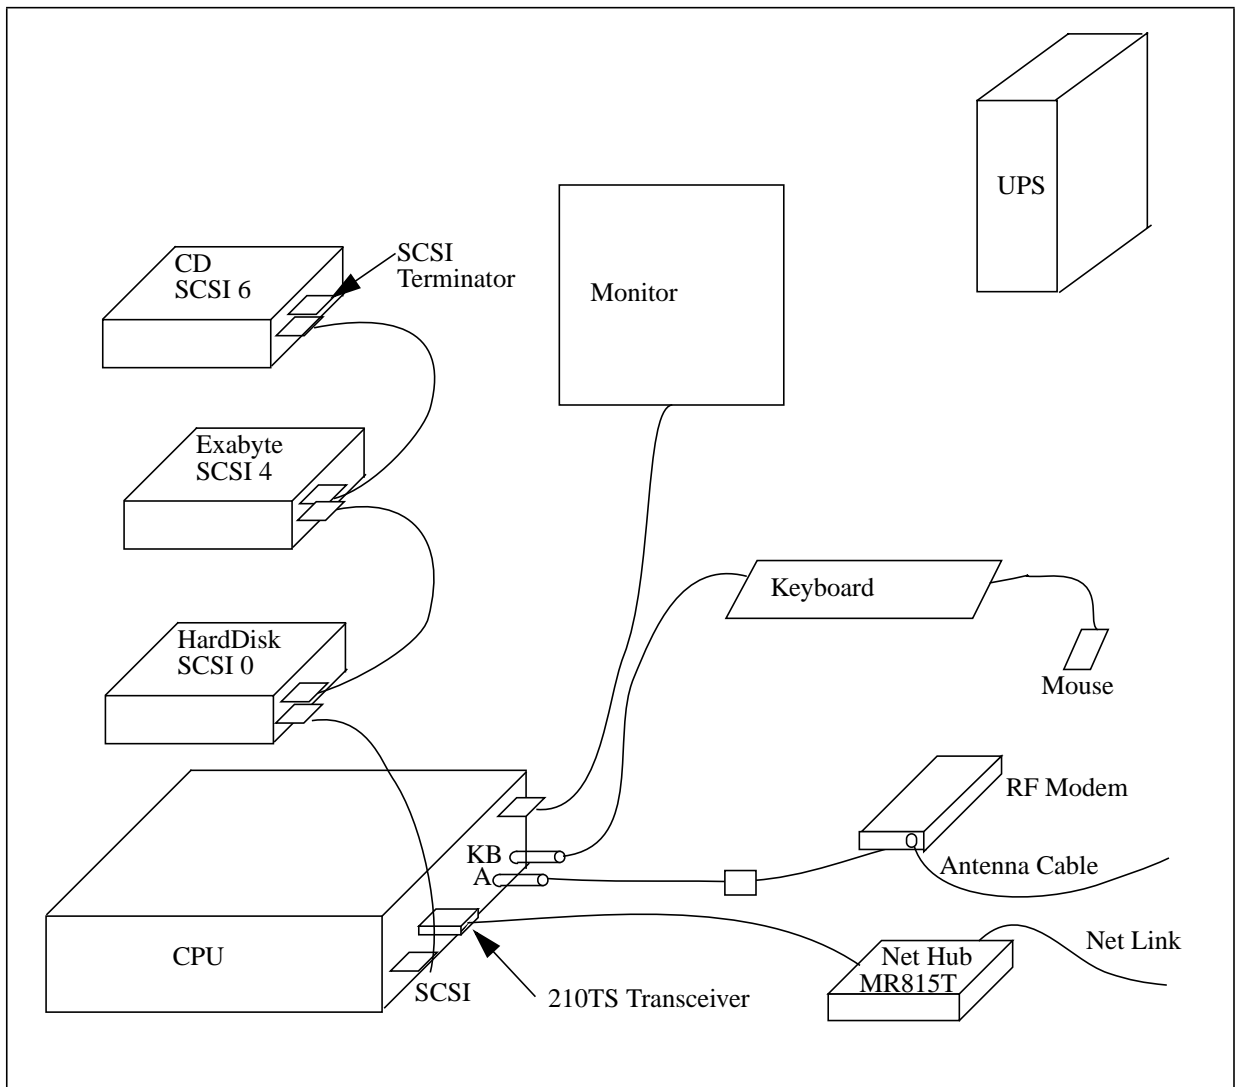 UPS
CD
SCSI 6
SCSI
Terminator
Monitor
Exabyte
SCSI 4
Keyboard
HardDisk
SCSI 0
Mouse
RF Modem
KB
A
Antenna Cable
CPU
SCSI
210TS Transceiver
Net Hub
MR815T
Net Link